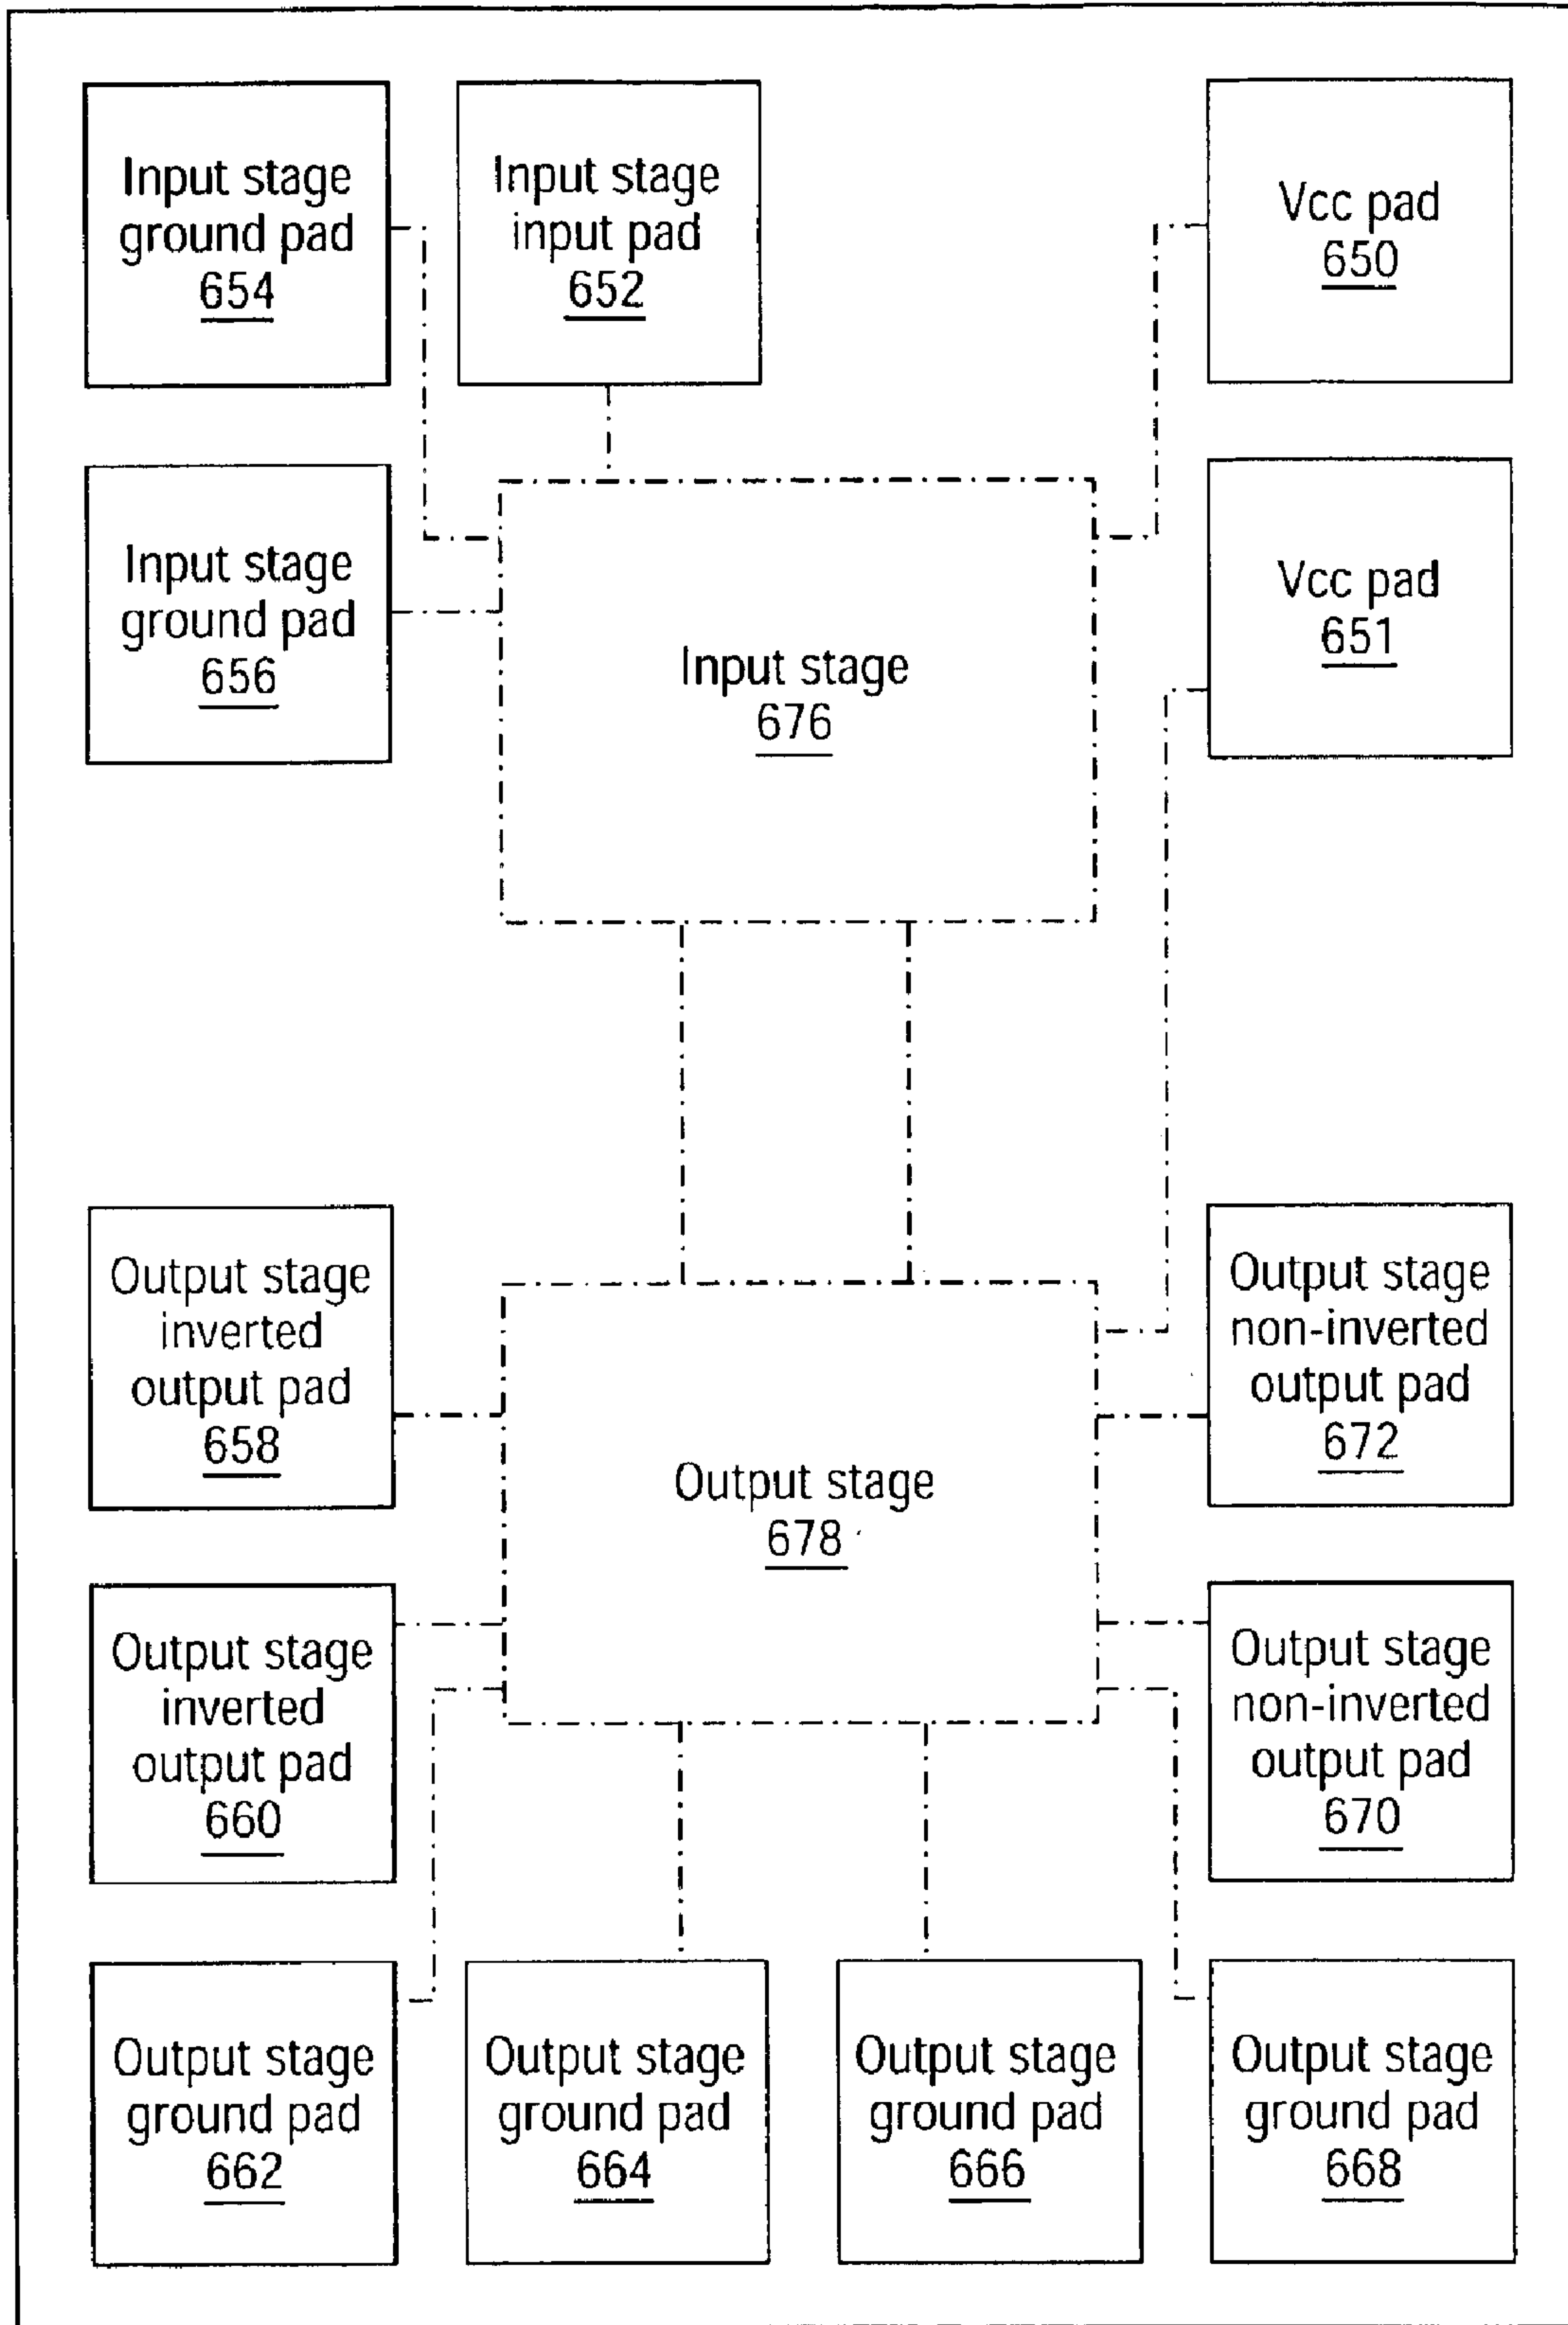 Input stage
ground pad
654
Input stage
input pad
652
Vcc pad
650
Input stage
ground pad
656
Input stage
676
Vcc pad
651
Output stage
inverted
output pad
658
Output stage
non-inverted
output pad
672
Output stage
678
Output stage
inverted
output pad
660
Output stage
non-inverted
output pad
670
Output stage
ground pad
662
Output stage
ground pad
664
Output stage
ground pad
666
Output stage
ground pad
668